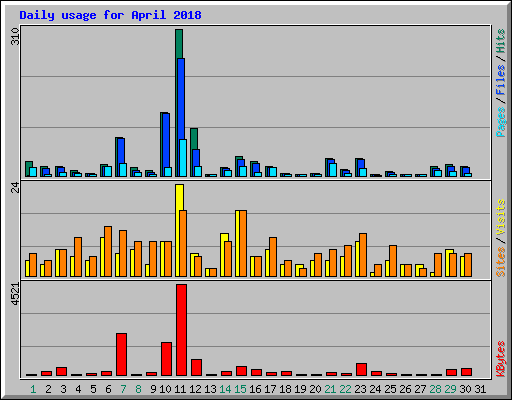 Daily usage for April 2018
310
Pages / Files / Hits
24
Sites / Visits
4521
KBytes
1 2 3 4 5 6 7 8 9 10 11 12 13 14 15 16 17 18 19 20 21 22 23 24 25 26 27 28 29 30 31